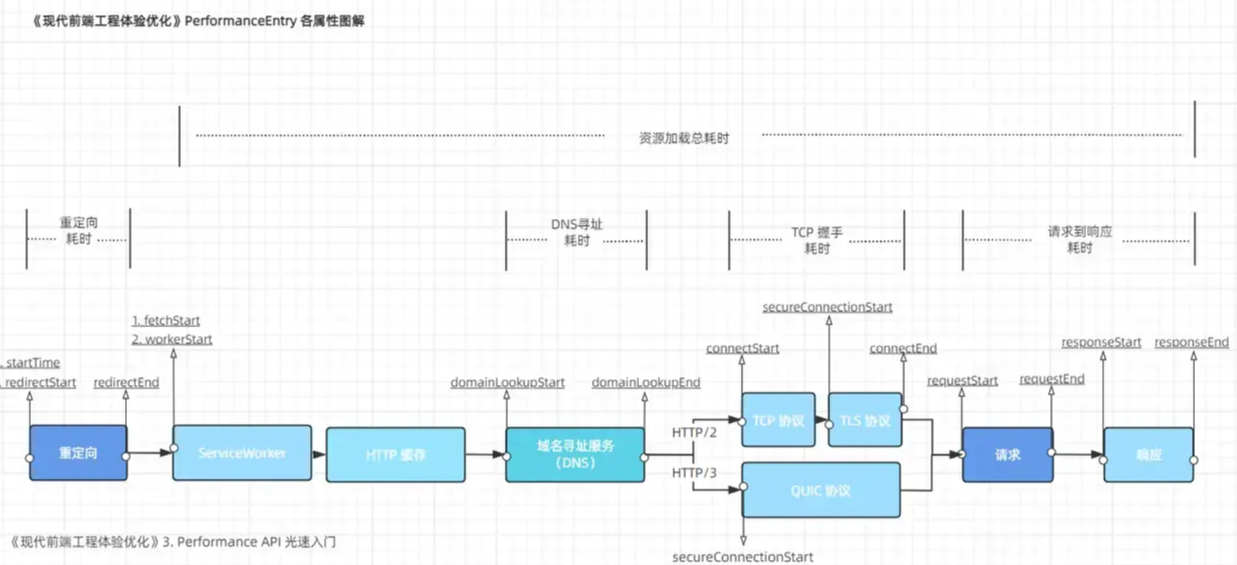 《现代前端工程体验优化》PerformanceEntry 各属性图解
资源加载总耗时
重定向
耗时
DNS寻址
耗时
TCP 握手
耗时
请求到响应
耗时
1. fetchStart
2. workerStart
. startTime
. redirectStart
redirectEnd
domainLookupStart
domainLookupEnd
secureConnectionStart
connectStart
connectEnd
requestStart
requestEnd
responseStart
responseEnd
重定向
ServiceWorker
HTTP 缓存
域名寻址服务
(DNS)
HTTP/2
HTTP/3
TCP 协议
TLS 协议
QUIC 协议
请求
响应
secureConnectionStart
《现代前端工程体验优化》3. Performance API 光速入门